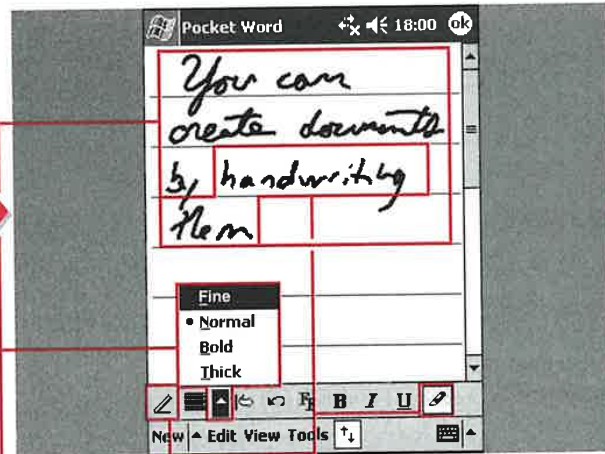 Pocket Word 18:00 ok
You can
create documents
by handwriting
them
Fine
• Normal
Bold
Thick
B I U
New Edit View Tools